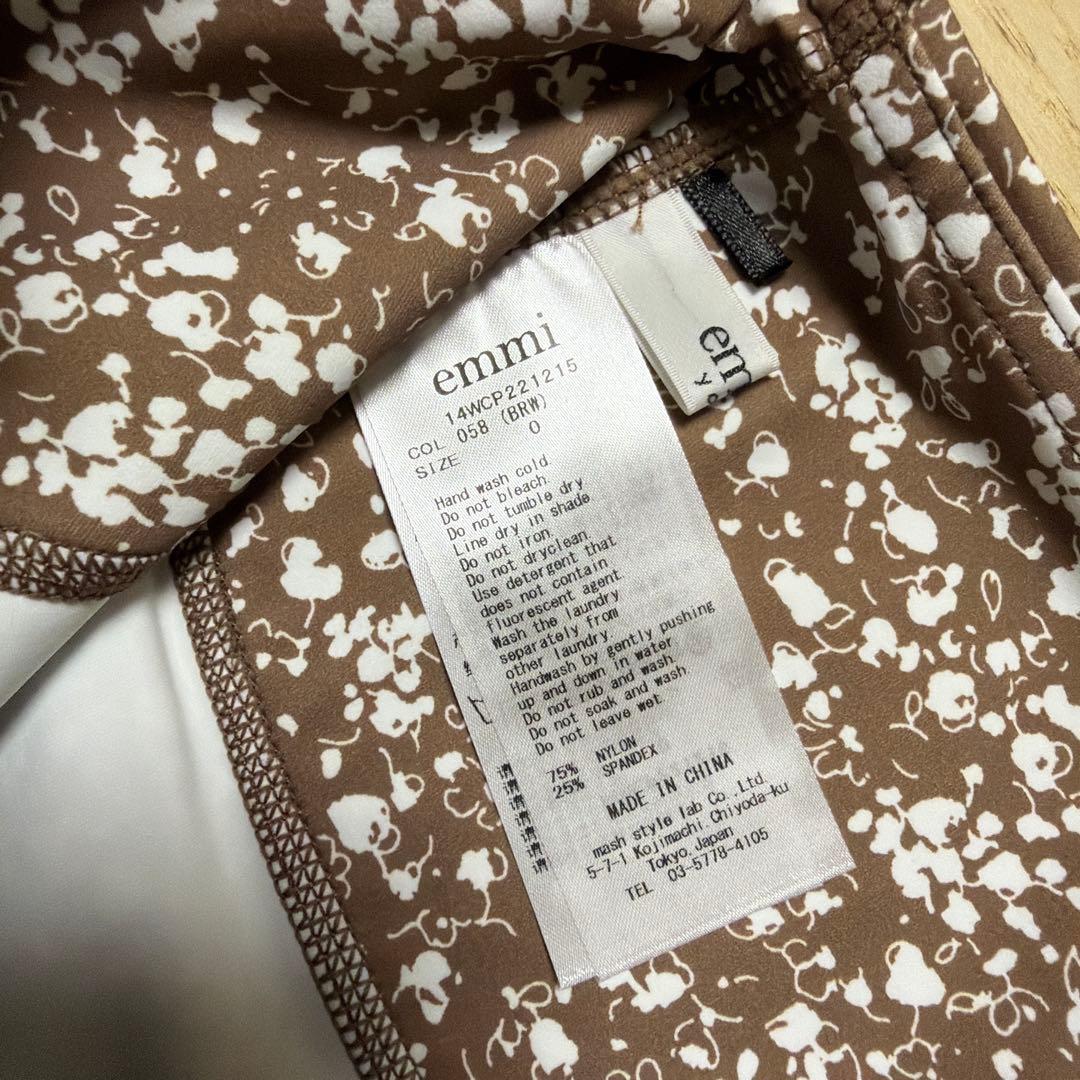 emmi
14WCP221215
COL 058 (BRW)
SIZE 0
Hand wash cold
Do not bleach
Do not tumble dry
Line dry in shade
Do not iron
Do not dryclean
Use detergent that
does not contain
fluorescent agent
Wash the laundry
separately from
other laundry
Handwash by gently pushing
up and down in water
Do not rub and wash
Do not soak and wash
Do not leave wet
75% NYLON
25% SPANDEX
MADE IN CHINA
mash style lab Co.,Ltd
5-7-1 Kojimachi Chiyoda-ku
Tokyo.Japan
TEL 03-5778-4105
em
y